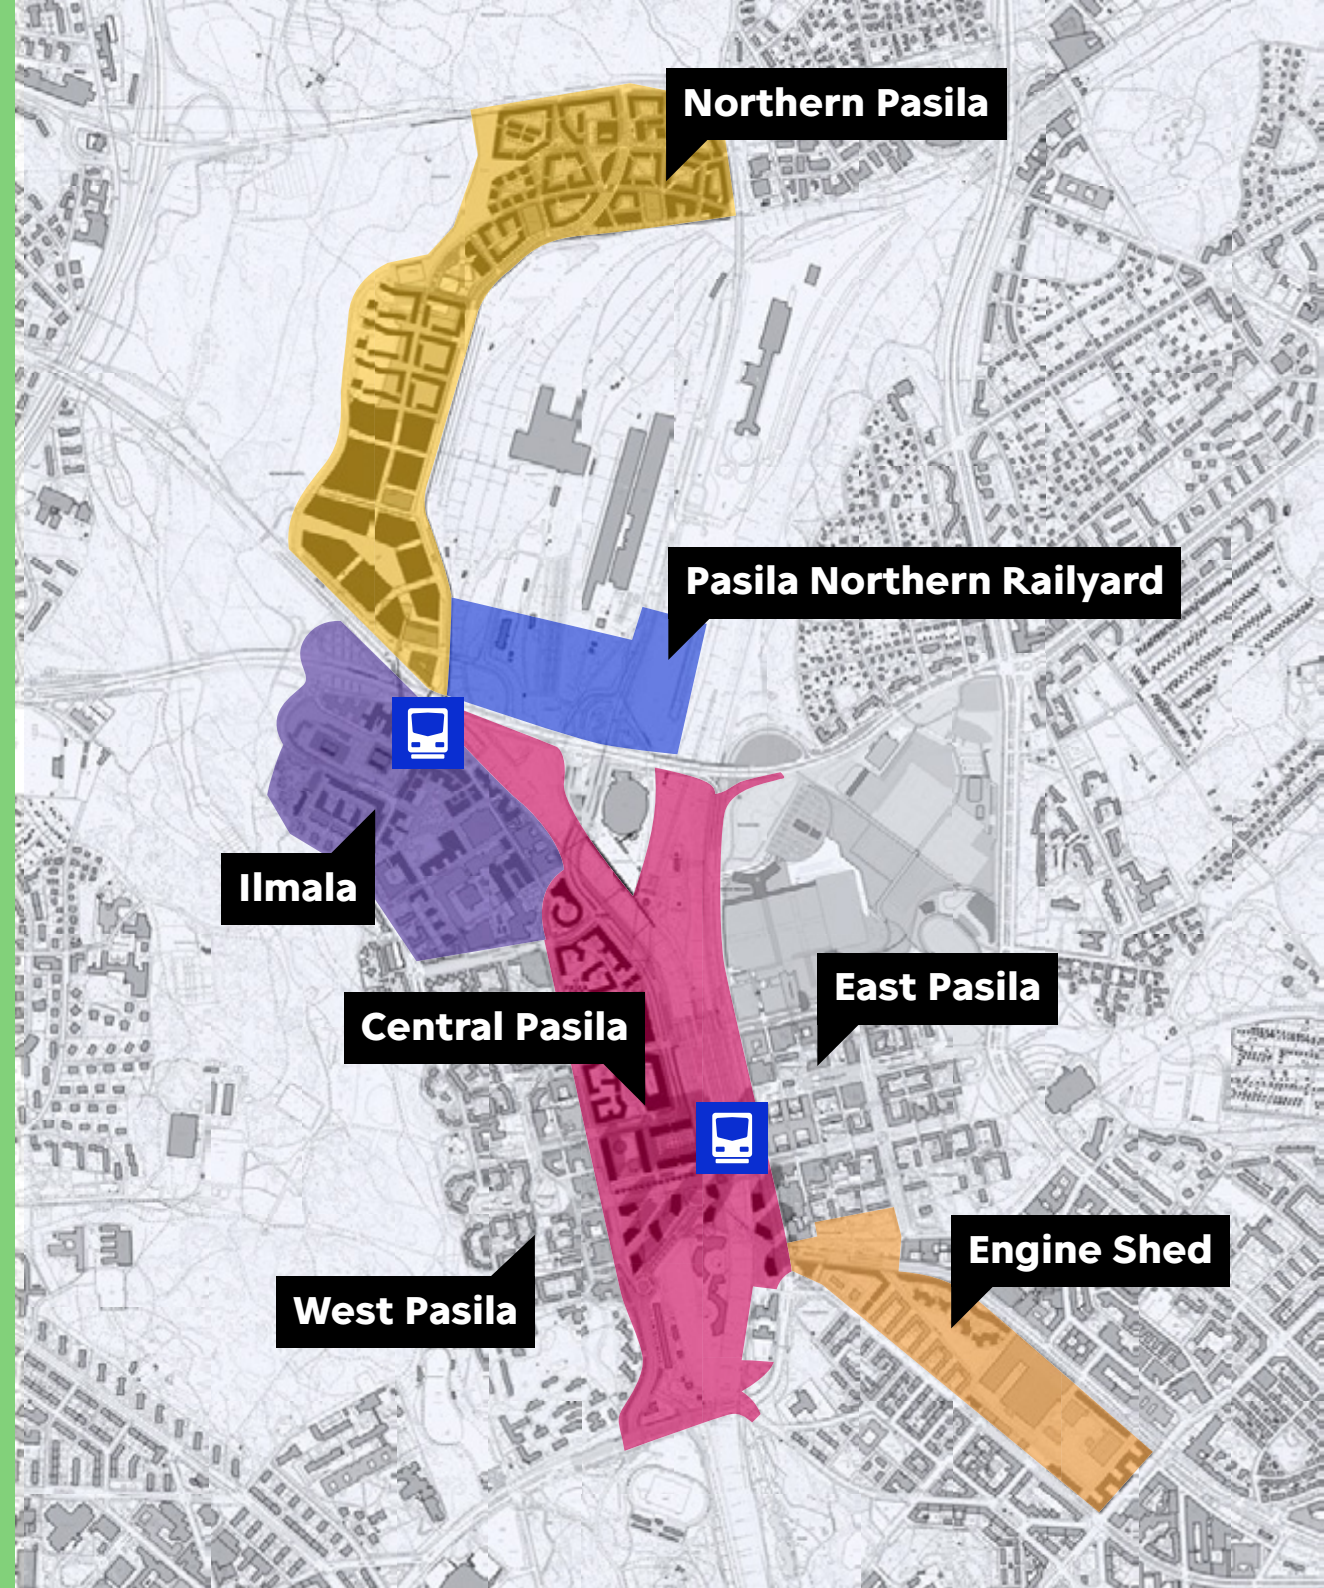 Northern Pasila
Pasila Northern Railyard
Ilmala
East Pasila
Central Pasila
Engine Shed
West Pasila